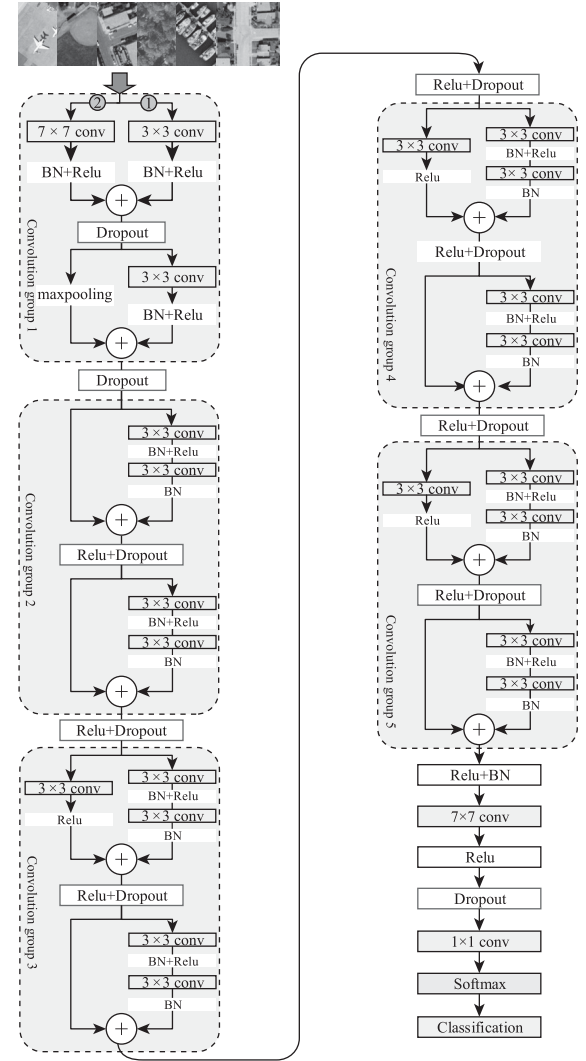 2 1
7 × 7 conv 3×3 conv
BN+Relu BN+Relu
+
Dropout
3×3 conv
maxpooling
BN+Relu
+
Convolution group 1
Dropout
3×3 conv
BN+Relu
3×3 conv
BN
+
Relu+Dropout
3×3 conv
BN+Relu
3×3 conv
BN
+
Convolution group 2
Relu+Dropout
3×3 conv
3×3 conv
BN+Relu
Relu
3×3 conv
BN
+
Relu+Dropout
3×3 conv
BN+Relu
3×3 conv
BN
+
Convolution group 3
Relu+Dropout
3×3 conv
3×3 conv
BN+Relu
Relu
3×3 conv
BN
+
Relu+Dropout
3×3 conv
BN+Relu
3×3 conv
BN
+
Convolution group 4
Relu+Dropout
3×3 conv
3×3 conv
BN+Relu
Relu
3×3 conv
BN
+
Relu+Dropout
3×3 conv
BN+Relu
3×3 conv
BN
+
Convolution group 5
Relu+BN
7×7 conv
Relu
Dropout
1×1 conv
Softmax
Classification